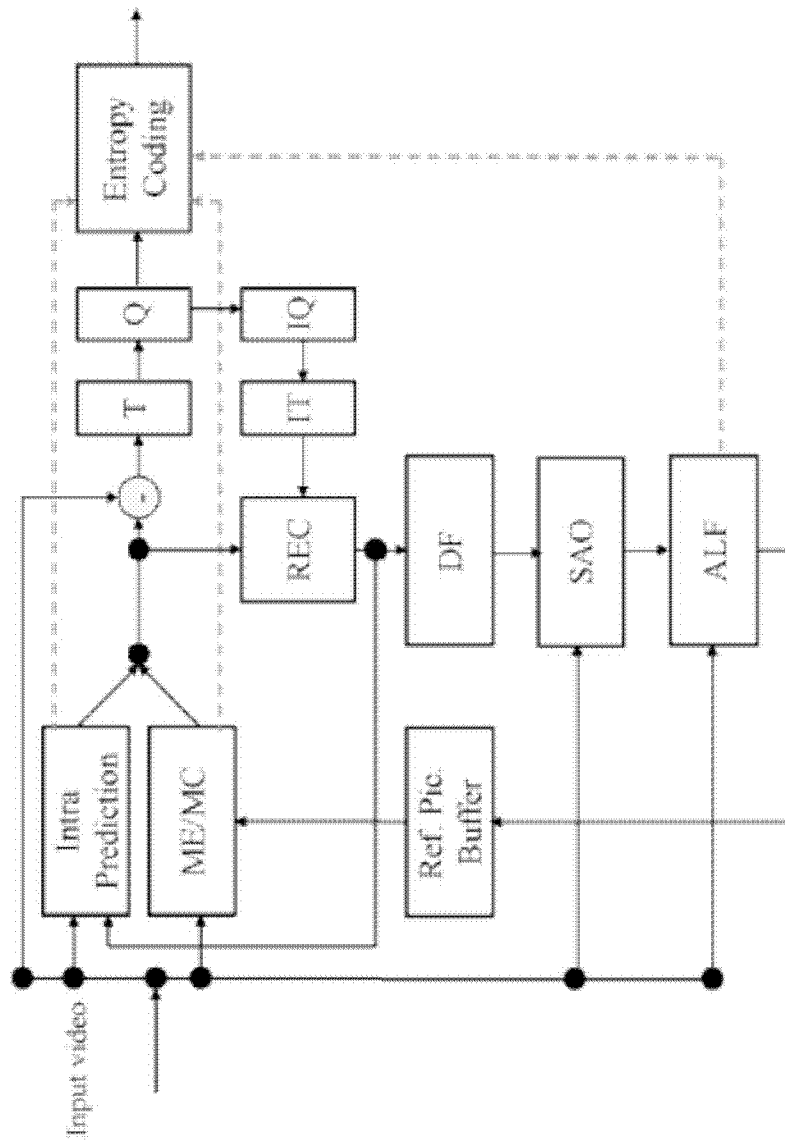 Input video
Intra
Prediction
ME/MC
-
T
Q
Entropy
Coding
IQ
IT
REC
Ref. Pic.
Buffer
DF
SAO
ALF